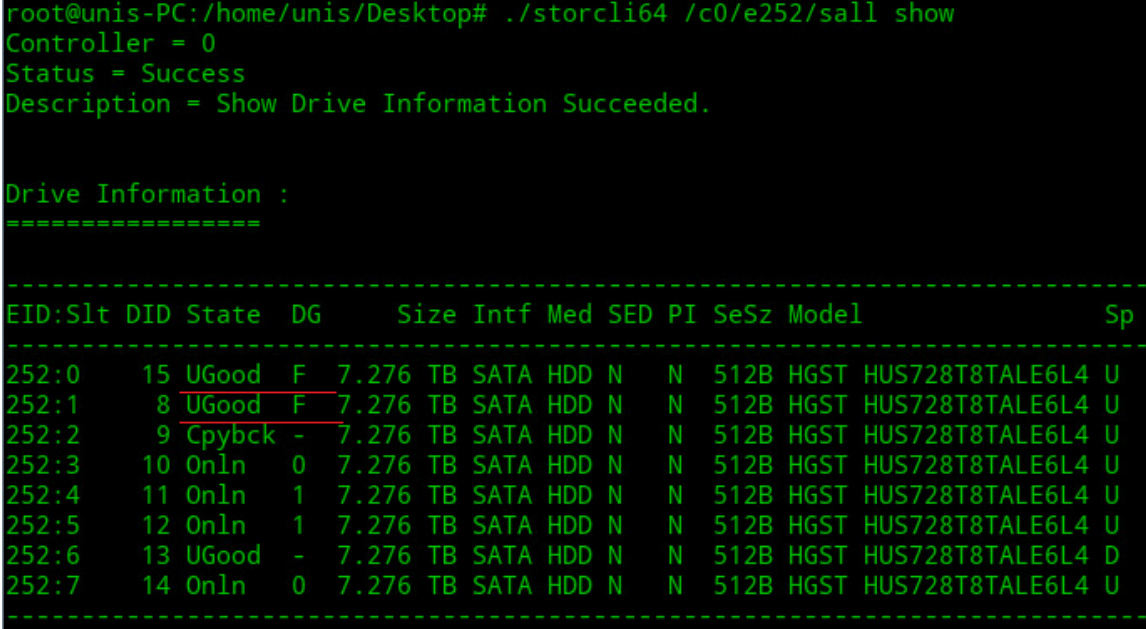 root@unis-PC:/home/unis/Desktop# ./storcli64 /c0/e252/sall show
Controller = 0
Status = Success
Description = Show Drive Information Succeeded.
Drive Information :
=================
-----------------------------------------------------------------------------
EID:Slt DID State  DG     Size Intf Med SED PI SeSz Model                Sp
-----------------------------------------------------------------------------
252:0    15 UGood  F  7.276 TB SATA HDD N   N  512B HGST HUS728T8TALE6L4 U
252:1     8 UGood  F  7.276 TB SATA HDD N   N  512B HGST HUS728T8TALE6L4 U
252:2     9 Cpybck -  7.276 TB SATA HDD N   N  512B HGST HUS728T8TALE6L4 U
252:3    10 Onln   0  7.276 TB SATA HDD N   N  512B HGST HUS728T8TALE6L4 U
252:4    11 Onln   1  7.276 TB SATA HDD N   N  512B HGST HUS728T8TALE6L4 U
252:5    12 Onln   1  7.276 TB SATA HDD N   N  512B HGST HUS728T8TALE6L4 U
252:6    13 UGood  -  7.276 TB SATA HDD N   N  512B HGST HUS728T8TALE6L4 D
252:7    14 Onln   0  7.276 TB SATA HDD N   N  512B HGST HUS728T8TALE6L4 U
-----------------------------------------------------------------------------